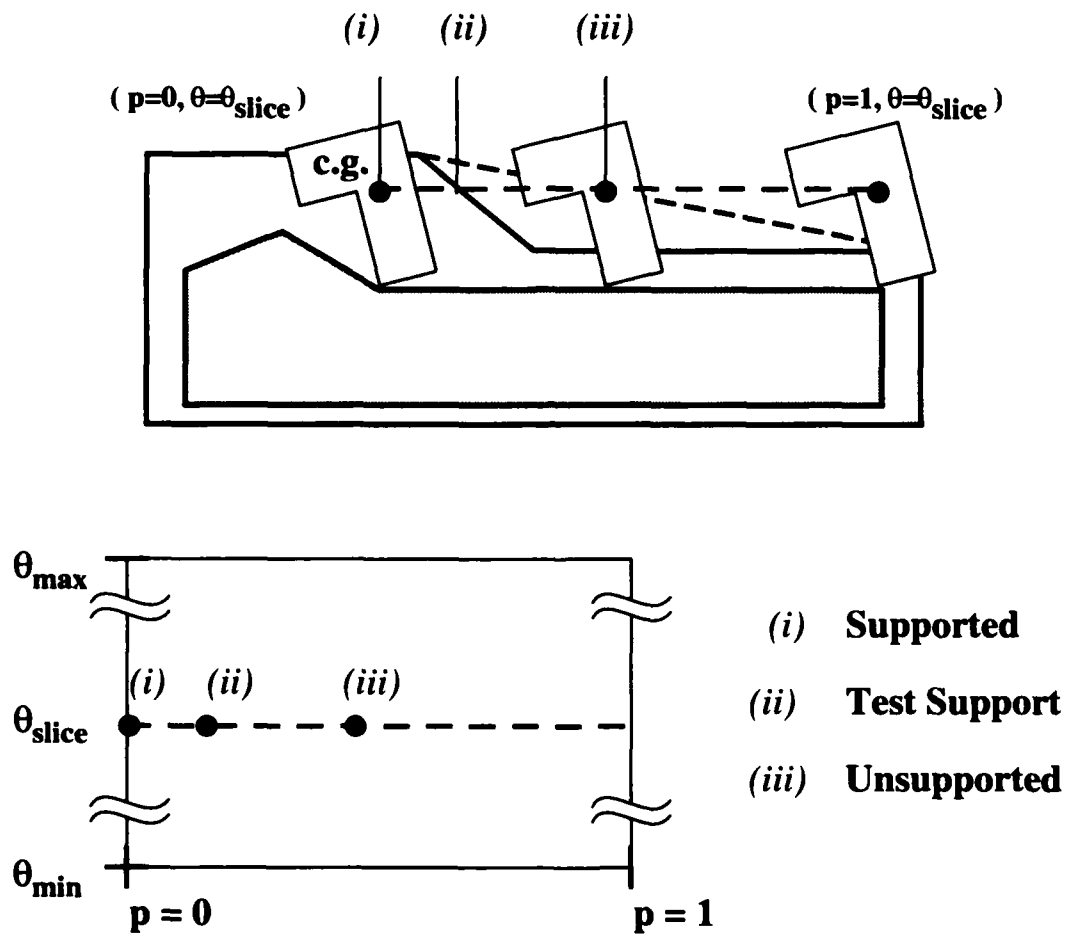 (i) (ii) (iii)
( p=0, θ=θslice )
( p=1, θ=θslice )
c.g.
θmax
(i) Supported
(i) (ii) (iii)
θslice
(ii) Test Support
(iii) Unsupported
θmin
p = 0
p = 1